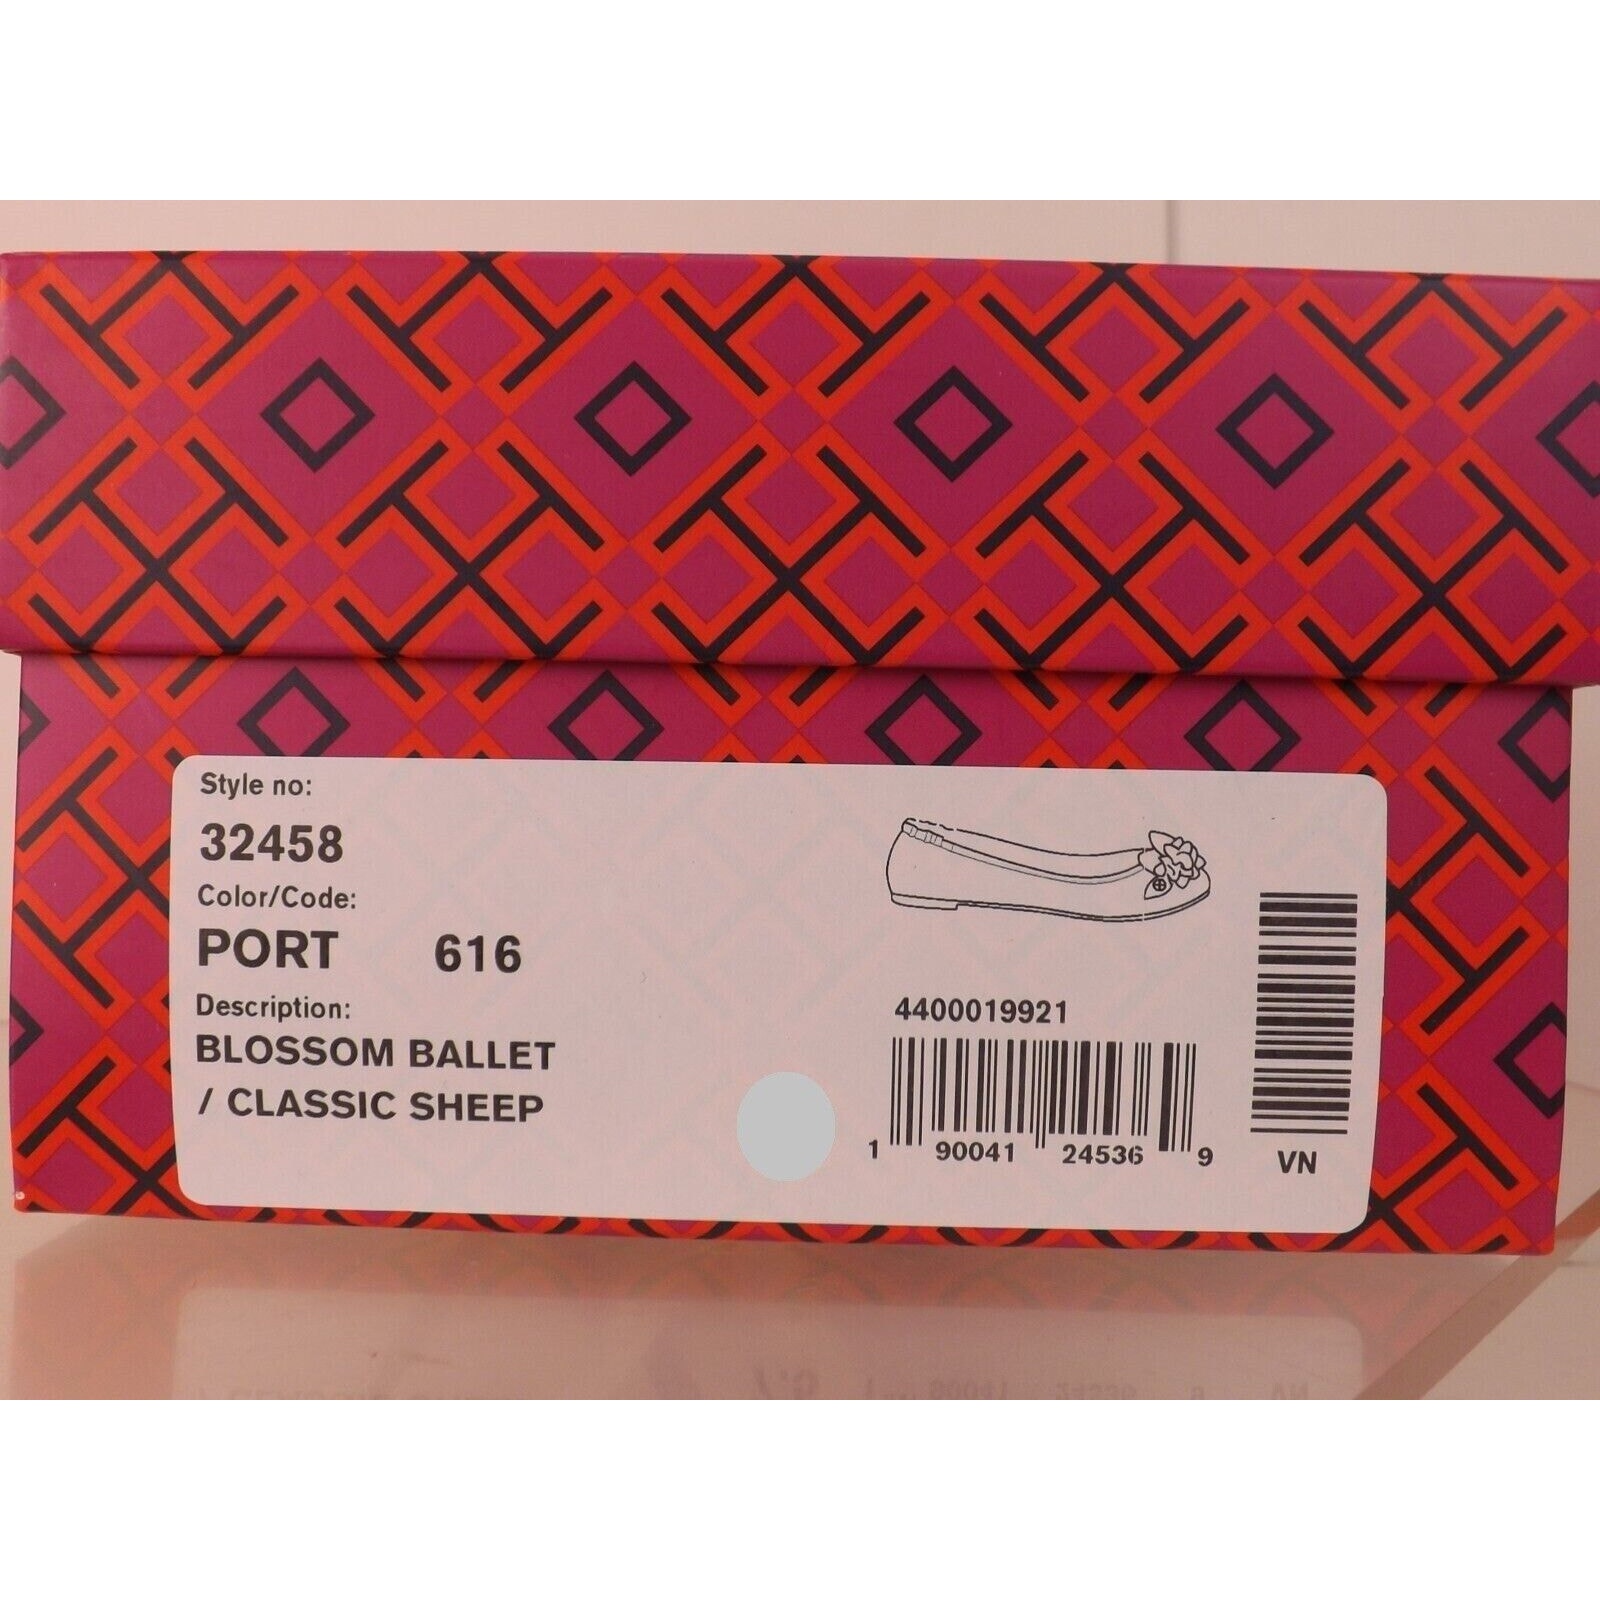 Style no:
32458
Color/Code:
PORT 616
Description:
BLOSSOM BALLET
/ CLASSIC SHEEP
4400019921
1 90041 24536 9
VN